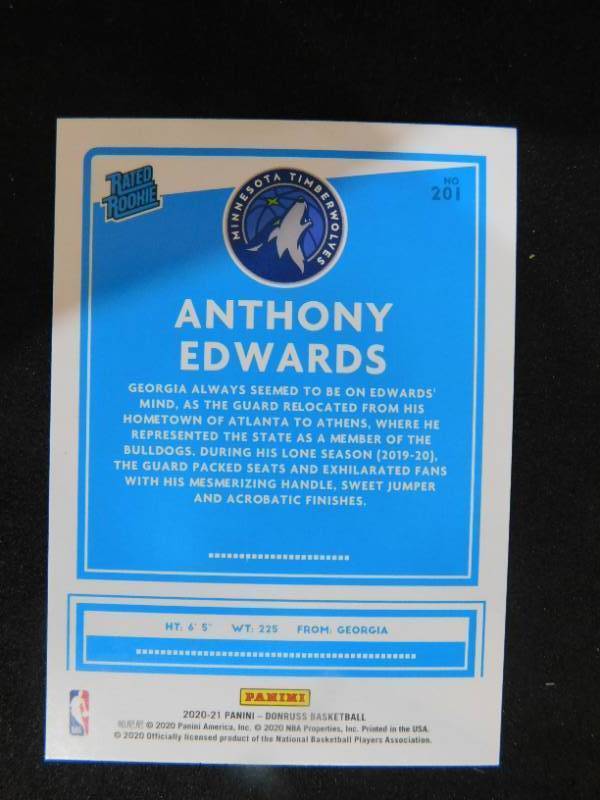 RATED
ROOKIE
MINNESOTA TIMBERWOLVES
NO
201
ANTHONY
EDWARDS
GEORGIA ALWAYS SEEMED TO BE ON EDWARDS'
MIND, AS THE GUARD RELOCATED FROM HIS
HOMETOWN OF ATLANTA TO ATHENS, WHERE HE
REPRESENTED THE STATE AS A MEMBER OF THE
BULLDOGS. DURING HIS LONE SEASON (2019-20),
THE GUARD PACKED SEATS AND EXHILARATED FANS
WITH HIS MESMERIZING HANDLE, SWEET JUMPER
AND ACROBATIC FINISHES.
HT: 6' 5" WT: 225 FROM: GEORGIA
PANINI
2020-21 PANINI – DONRUSS BASKETBALL
© 2020 Panini America, Inc. © 2020 NBA Properties, Inc. Printed in the USA.
© 2020 Officially licensed product of the National Basketball Players Association.